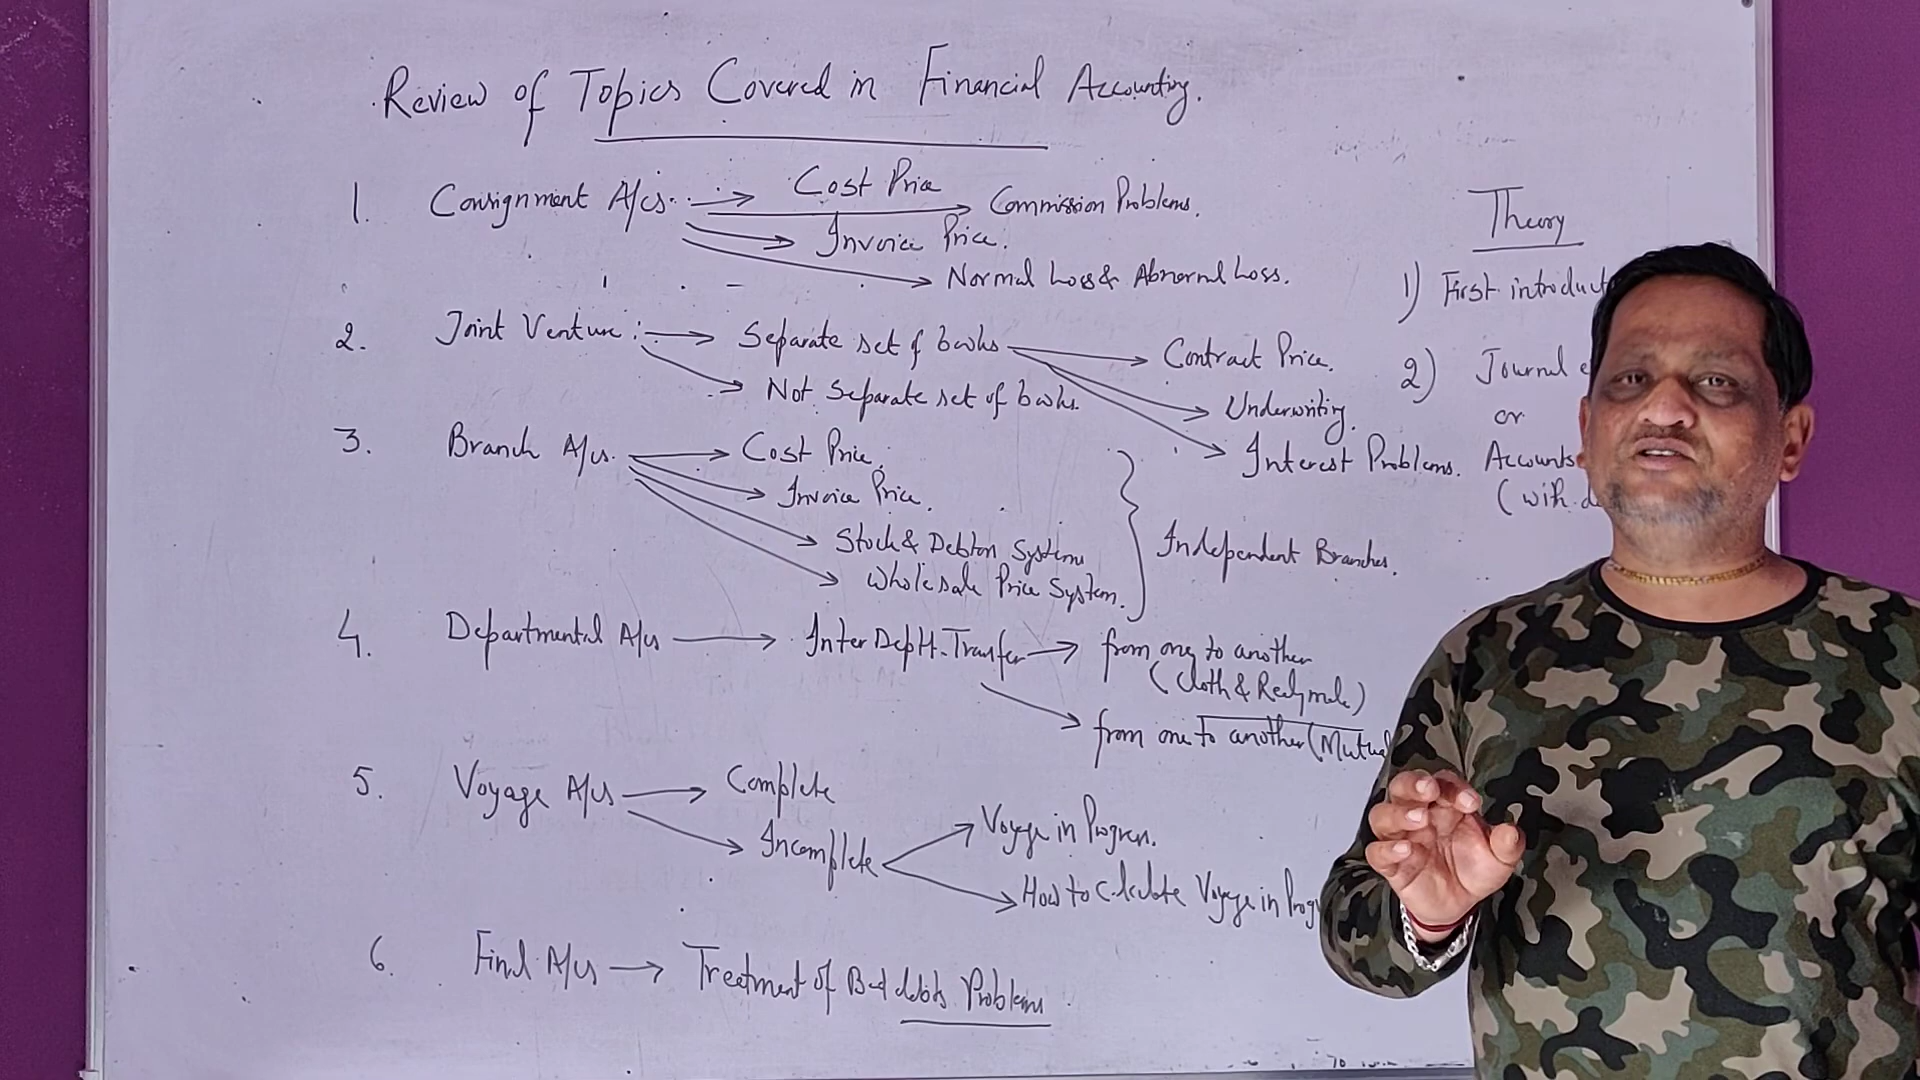 Review of Topics Covered in Financial Accounting.
1. Consignment A/cs. → Cost Price
→ Commission Problems.
→ Invoice Price.
→ Normal Loss & Abnormal Loss.
2. Joint Venture: → Separate set of books → Contract Price.
→ Underwriting.
→ Interest Problems.
→ Not Separate set of books.
3. Branch A/cs. → Cost Price.
→ Invoice Price.
→ Stock & Debtors System
→ Wholesale Price System.
} Independent Branches.
4. Departmental A/cs → Inter Deptt. Transfer → from one to another
(Cloth & Readymade)
→ from one to another (Mutual
5. Voyage A/cs → Complete
→ Incomplete → Voyage in Progress.
→ How to Calculate Voyage in Prog
6. Final A/cs → Treatment of Bad debts Problems
Theory
1) First introduct
2) Journal e
or
Accounts
(with d